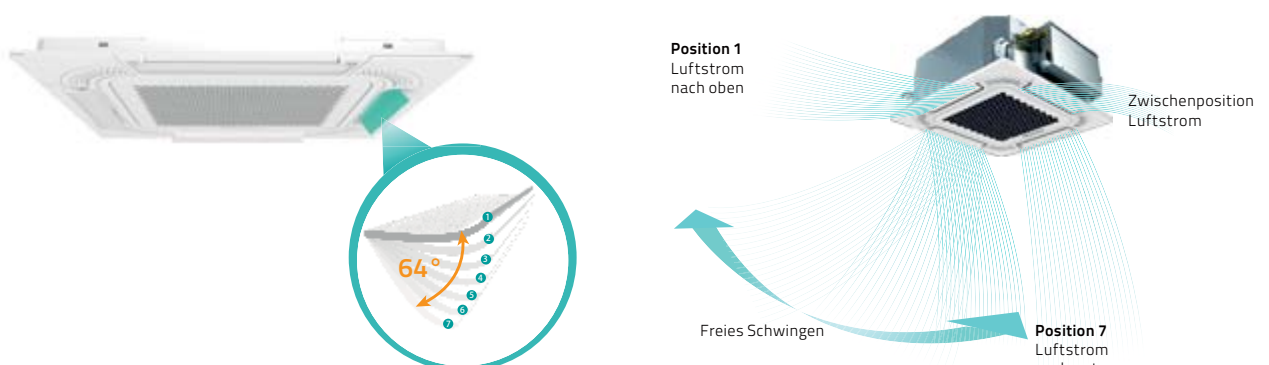 64°
1
2
3
4
5
6
7
Position 1
Luftstrom
nach oben
Zwischenposition
Luftstrom
Freies Schwingen
Position 7
Luftstrom